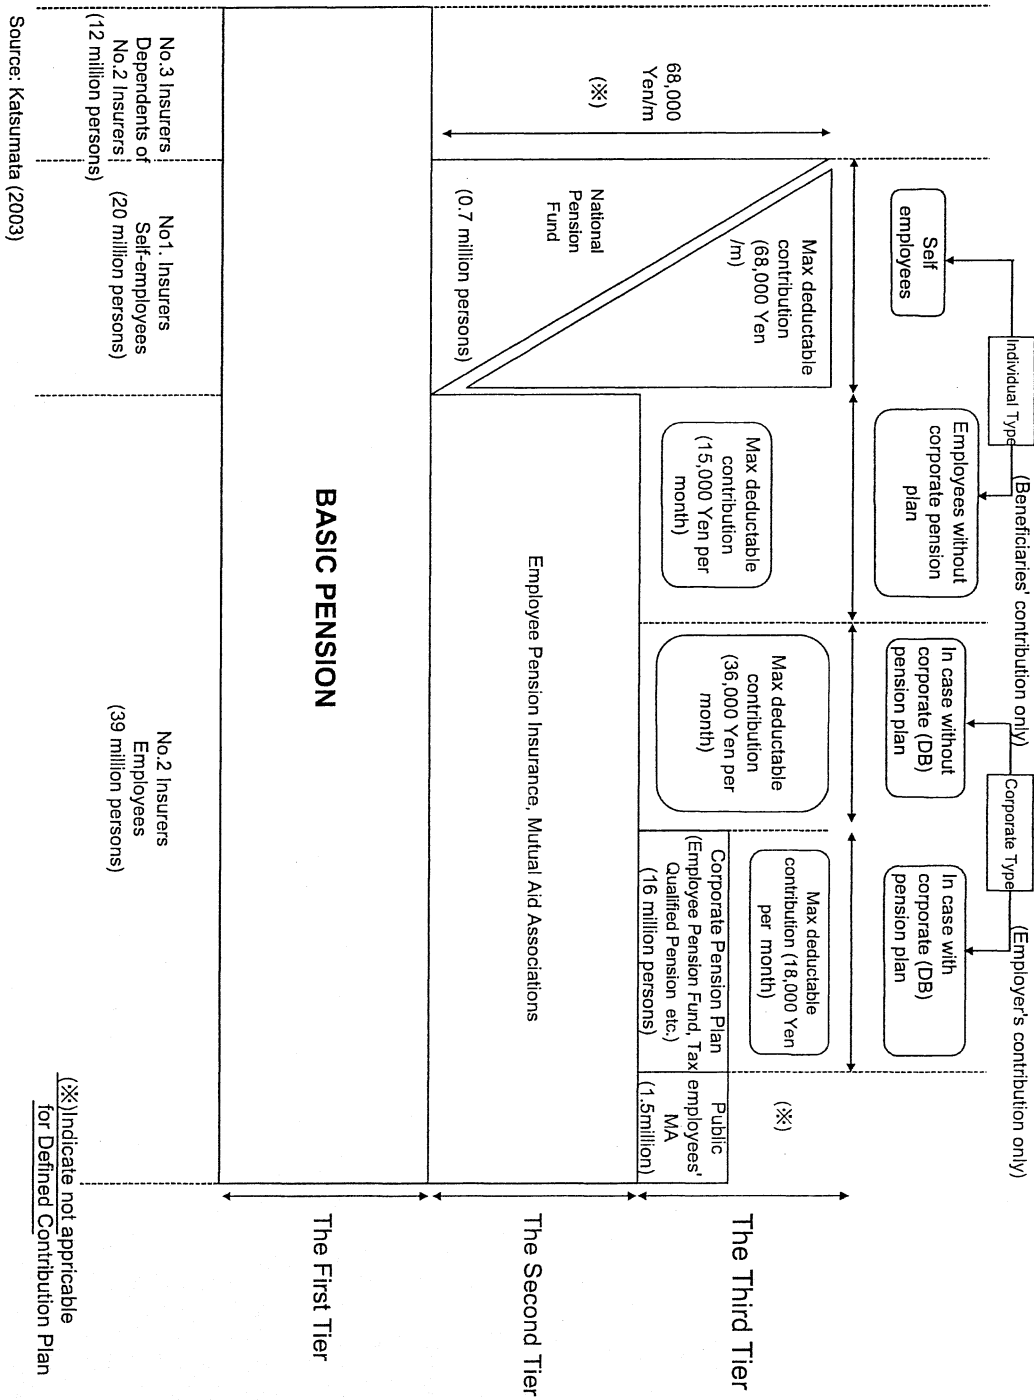 Individual Type
(Beneficiaries' contribution only)
Corporate Type
(Employer's contribution only)
Self
employees
Employees without
corporate pension
plan
In case without
corporate (DB)
pension plan
In case with
corporate (DB)
pension plan
68,000
Yen/m
(※)
Max deductable
contribution
(68,000 Yen
/m)
Max deductable
contribution
(15,000 Yen per
month)
Max deductable
contribution
(36,000 Yen per
month)
Max deductable
contribution (18,000 Yen
per month)
(※)
The Third Tier
National
Pension
Fund
(0.7 million persons)
Corporate Pension Plan
(Employee Pension Fund, Tax
Qualified Pension etc.)
(16 million persons)
Public
employees'
MA
(1.5million)
Employee Pension Insurance, Mutual Aid Associations
The Second Tier
BASIC PENSION
The First Tier
No.3 Insurers
Dependents of
No.2 Insurers
(12 million persons)
No1. Insurers
Self-employees
(20 million persons)
No.2 Insurers
Employees
(39 million persons)
(※)Indicate not appricable
for Defined Contribution Plan
Source: Katsumata (2003)